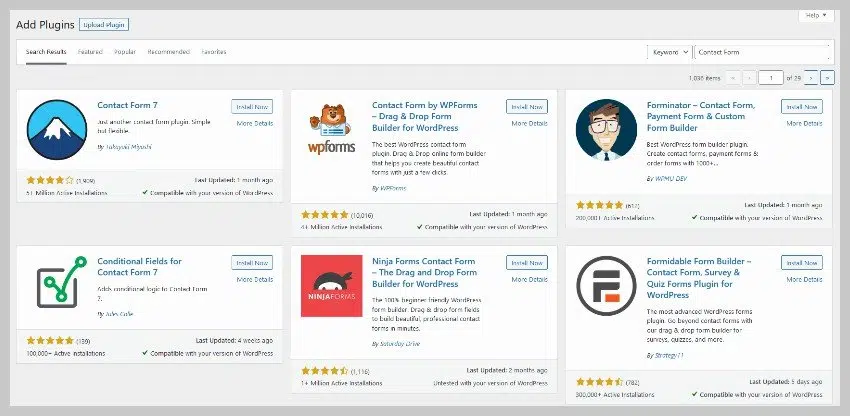 Help
Add Plugins Upload Plugin
Search Results Featured Popular Recommended Favorites
Keyword Contact Form
1,036 items « ‹ 1 of 29 › »
Contact Form 7
Install Now
More Details
Just another contact form plugin. Simple
but flexible.
By Takayuki Miyoshi
(1,909)
5+ Million Active Installations
Last Updated: 1 month ago
Compatible with your version of WordPress
wpforms
Contact Form by WPForms
– Drag & Drop Form
Builder for WordPress
Install Now
More Details
The best WordPress contact form
plugin. Drag & Drop online form builder
that helps you create beautiful contact
forms with just a few clicks.
By WPForms
(10,016)
4+ Million Active Installations
Last Updated: 1 month ago
Compatible with your version of WordPress
Forminator – Contact Form,
Payment Form & Custom
Form Builder
Install Now
More Details
Best WordPress form builder plugin.
Create contact forms, payment forms &
order forms with 1000+...
By WPMU DEV
(612)
200,000+ Active Installations
Last Updated: 1 month ago
Compatible with your version of WordPress
Conditional Fields for
Contact Form 7
Install Now
More Details
Adds conditional logic to Contact Form
7.
By Jules Colle
(139)
100,000+ Active Installations
Last Updated: 4 weeks ago
Compatible with your version of WordPress
NINJAFORMS
Ninja Forms Contact Form
– The Drag and Drop Form
Builder for WordPress
Install Now
More Details
The 100% beginner friendly WordPress
form builder. Drag & drop form fields
to build beautiful, professional contact
forms in minutes.
By Saturday Drive
(1,116)
1+ Million Active Installations
Last Updated: 2 months ago
Untested with your version of WordPress
Formidable Form Builder –
Contact Form, Survey &
Quiz Forms Plugin for
WordPress
Install Now
More Details
The most advanced WordPress forms
plugin. Go beyond contact forms with
our drag & drop form builder for
surveys, quizzes, and more.
By Strategy11
(782)
300,000+ Active Installations
Last Updated: 5 days ago
Compatible with your version of WordPress